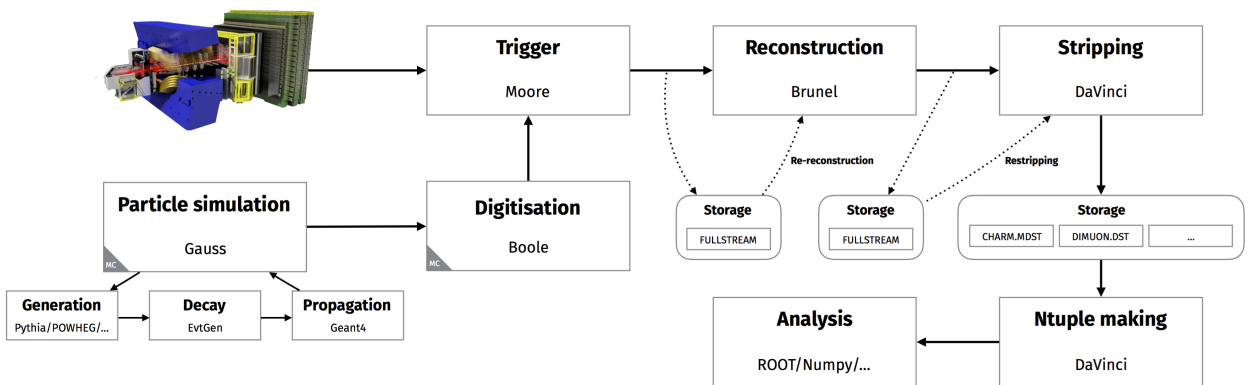 Trigger
Moore
Reconstruction
Brunel
Stripping
DaVinci
Re-reconstruction
Restripping
Particle simulation
Gauss
MC
Digitisation
Boole
MC
Storage
FULLSTREAM
Storage
FULLSTREAM
Storage
CHARM.MDST
DIMUON.DST
...
Generation
Pythia/POWHEG/...
Decay
EvtGen
Propagation
Geant4
Analysis
ROOT/Numpy/...
Ntuple making
DaVinci